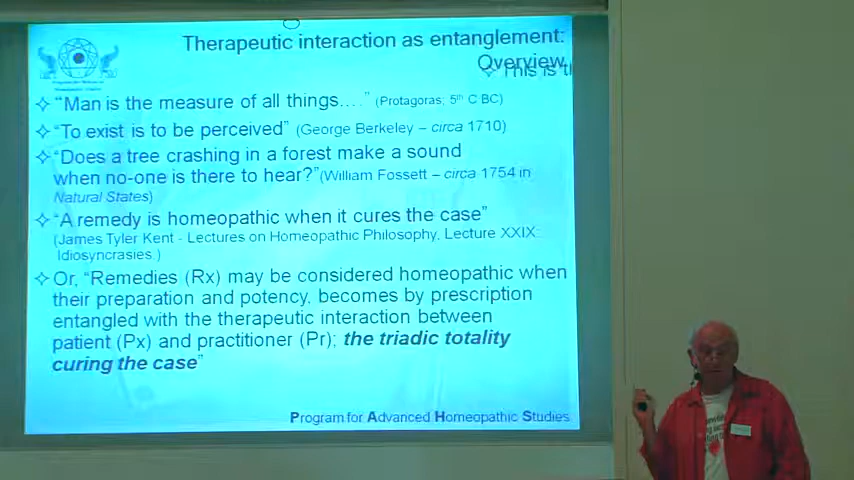 Therapeutic interaction as entanglement:
Overview
This is
✧ "Man is the measure of all things…." (Protagoras; 5th C BC)
✧ "To exist is to be perceived" (George Berkeley – circa 1710)
✧ "Does a tree crashing in a forest make a sound
when no-one is there to hear?"(William Fossett – circa 1754 in
Natural States)
✧ "A remedy is homeopathic when it cures the case"
(James Tyler Kent - Lectures on Homeopathic Philosophy, Lecture XXIX:
Idiosyncrasies.)
✧ Or, "Remedies (Rx) may be considered homeopathic when
their preparation and potency, becomes by prescription
entangled with the therapeutic interaction between
patient (Px) and practitioner (Pr); the triadic totality
curing the case"
Program for Advanced Homeopathic Studies